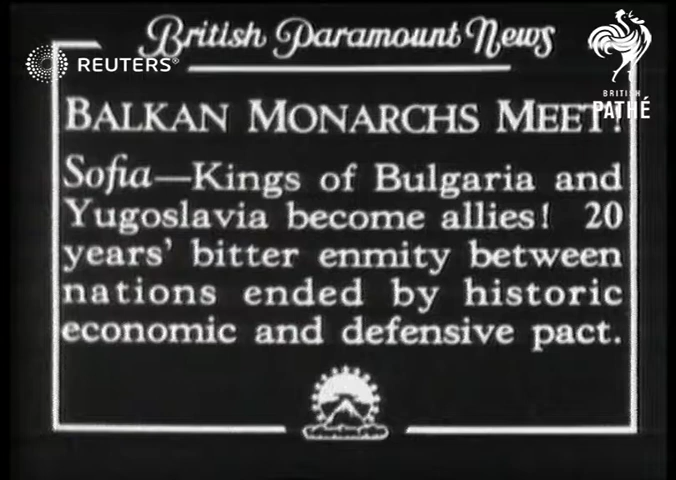 British Paramount News
REUTERS®
BRITISH
PATHÉ
BALKAN MONARCHS MEET!
Sofia—Kings of Bulgaria and
Yugoslavia become allies! 20
years' bitter enmity between
nations ended by historic
economic and defensive pact.